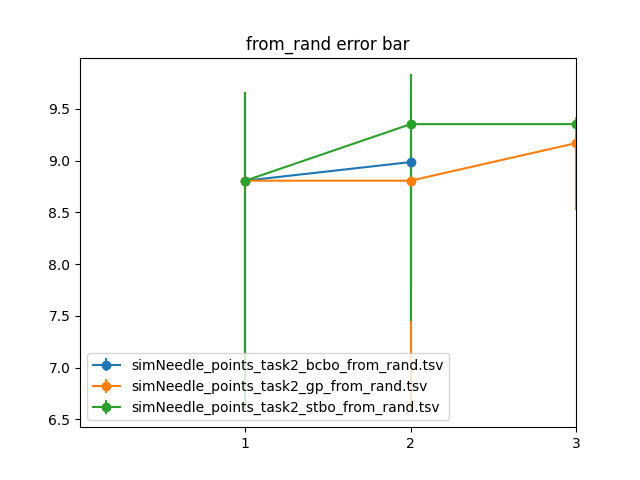 from_rand error bar
9.5
9.0
8.5
8.0
7.5
7.0
6.5
simNeedle_points_task2_bcbo_from_rand.tsv
simNeedle_points_task2_gp_from_rand.tsv
simNeedle_points_task2_stbo_from_rand.tsv
1
2
3